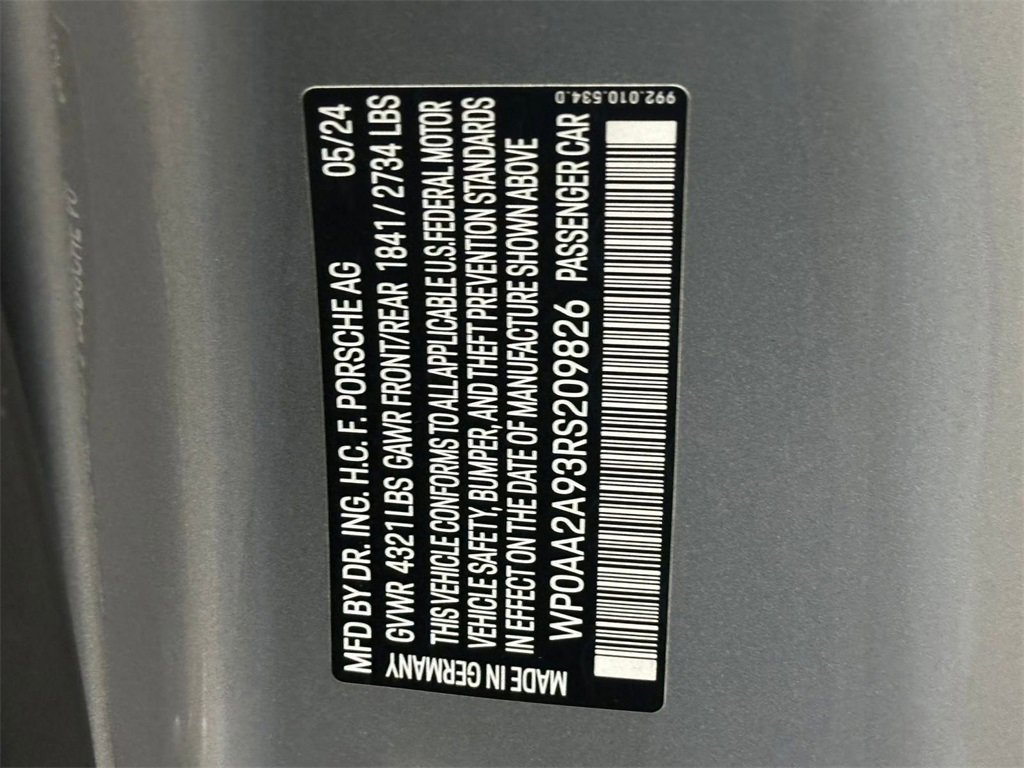 MFD BY DR. ING. H.C. F. PORSCHE AG 05/24
GVWR 4321 LBS GAWR FRONT/REAR 1841 / 2734 LBS
THIS VEHICLE CONFORMS TO ALL APPLICABLE U.S. FEDERAL MOTOR
VEHICLE SAFETY, BUMPER, AND THEFT PREVENTION STANDARDS
IN EFFECT ON THE DATE OF MANUFACTURE SHOWN ABOVE
WP0AA2A93RS209826 PASSENGER CAR
MADE IN GERMANY
992.010.534.D